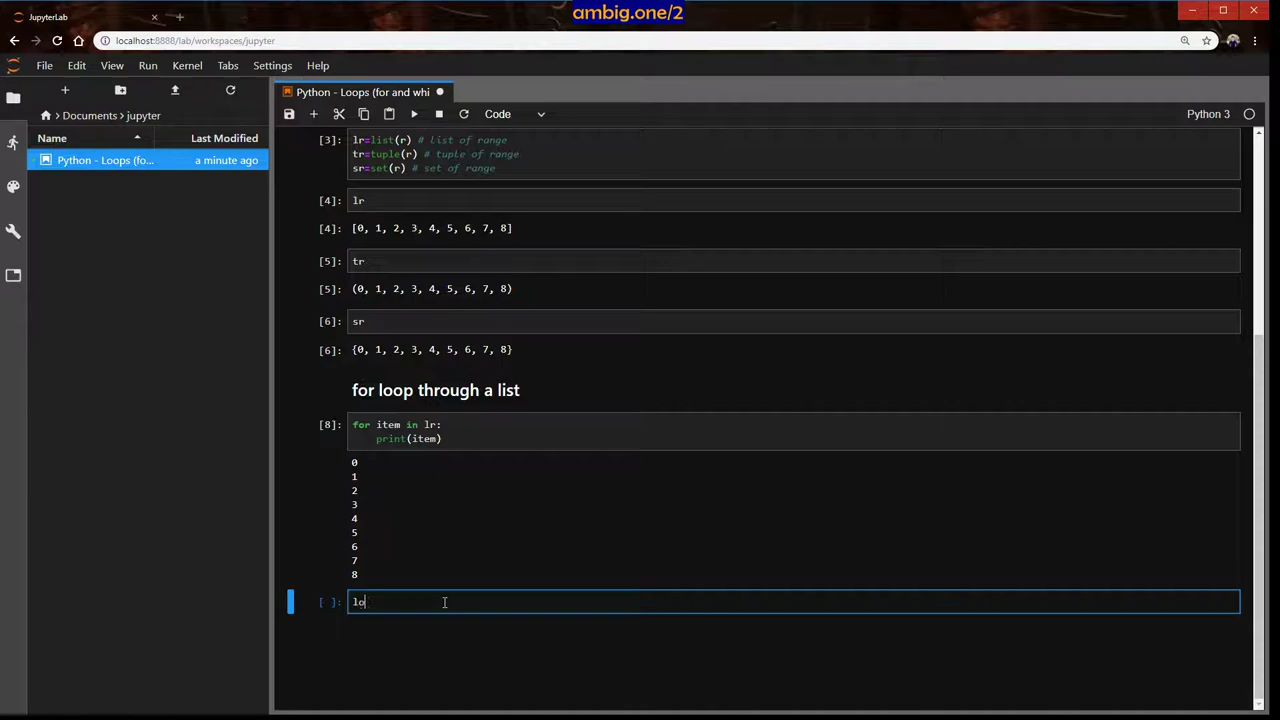 JupyterLab
ambig.one/2
localhost:8888/lab/workspaces/jupyter
File Edit View Run Kernel Tabs Settings Help
Python - Loops (for and whi
Documents › jupyter
Code
Python 3
Name Last Modified
Python - Loops (fo... a minute ago
[3]: lr=list(r) # list of range
tr=tuple(r) # tuple of range
sr=set(r) # set of range
[4]: lr
[4]: [0, 1, 2, 3, 4, 5, 6, 7, 8]
[5]: tr
[5]: (0, 1, 2, 3, 4, 5, 6, 7, 8)
[6]: sr
[6]: {0, 1, 2, 3, 4, 5, 6, 7, 8}
for loop through a list
[8]: for item in lr:
print(item)
0
1
2
3
4
5
6
7
8
[ ]: lo